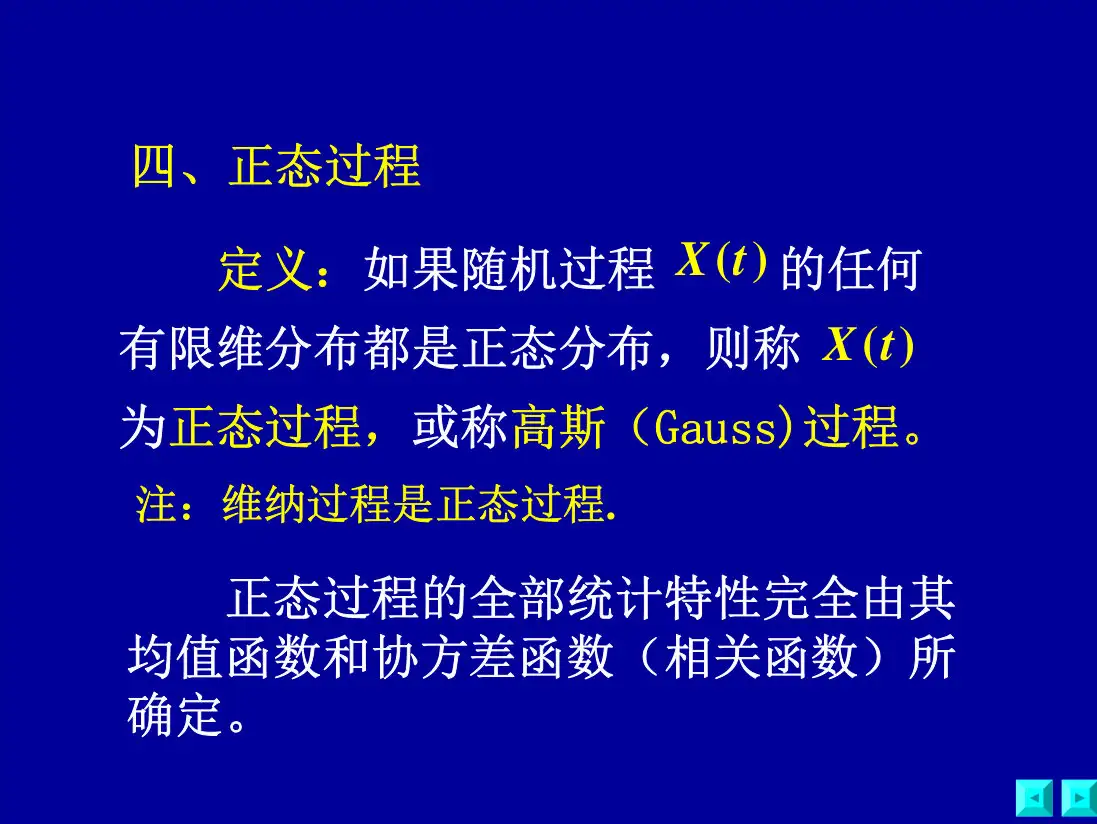 四、正态过程
定义：如果随机过程 X(t) 的任何
有限维分布都是正态分布，则称 X(t)
为正态过程，或称高斯（Gauss)过程。
注：维纳过程是正态过程.
正态过程的全部统计特性完全由其
均值函数和协方差函数（相关函数）所
确定。